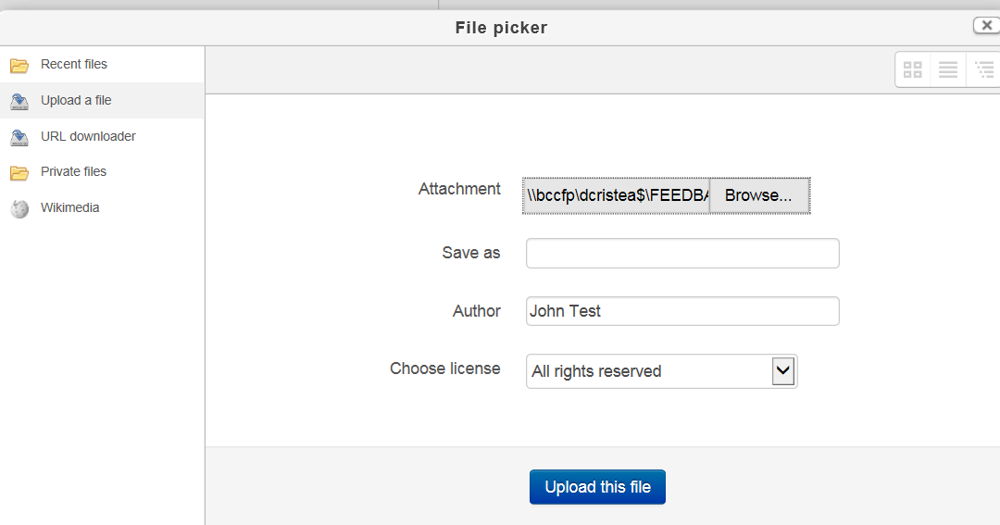 File picker
Recent files
Upload a file
URL downloader
Private files
Wikimedia
Attachment \\bccfp\dcristea$\FEEDBA Browse...
Save as
Author John Test
Choose license All rights reserved
Upload this file